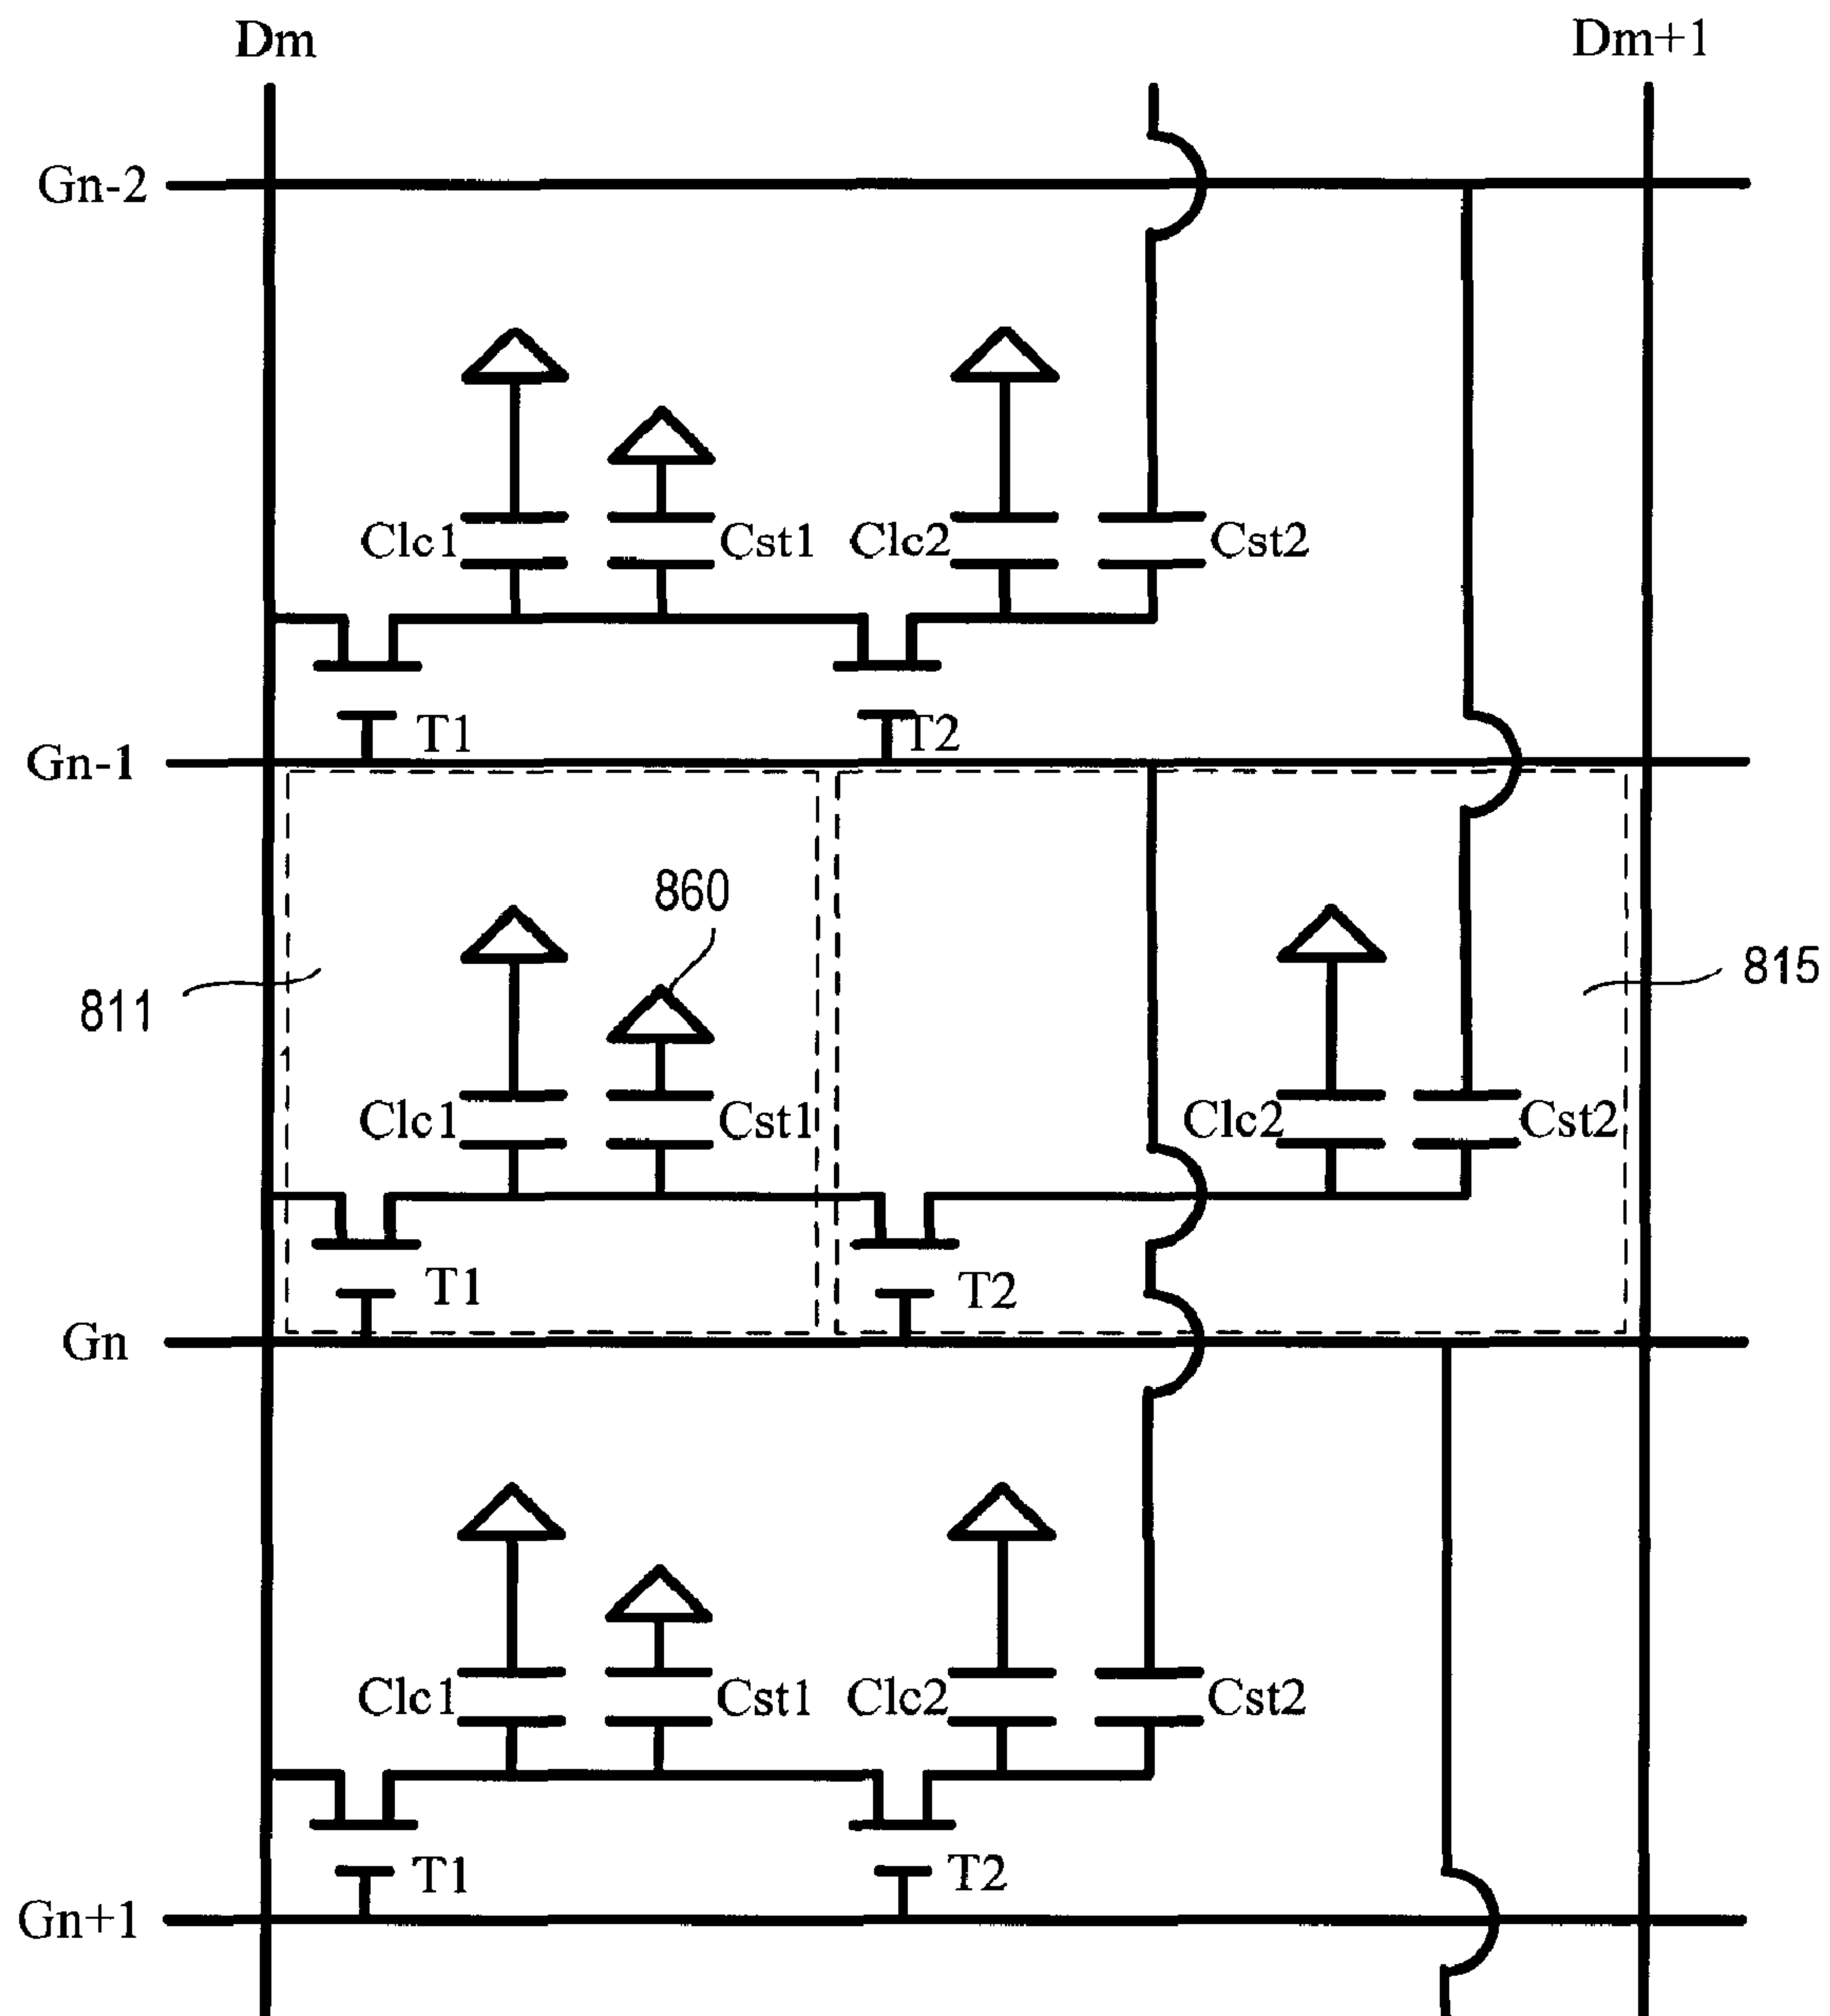 Dm Dm+1
Gn-2
Clc1 Cst1 Clc2 Cst2
T1 T2
Gn-1
860
811 815
Clc1 Cst1 Clc2 Cst2
T1 T2
Gn
Clc1 Cst1 Clc2 Cst2
T1 T2
Gn+1